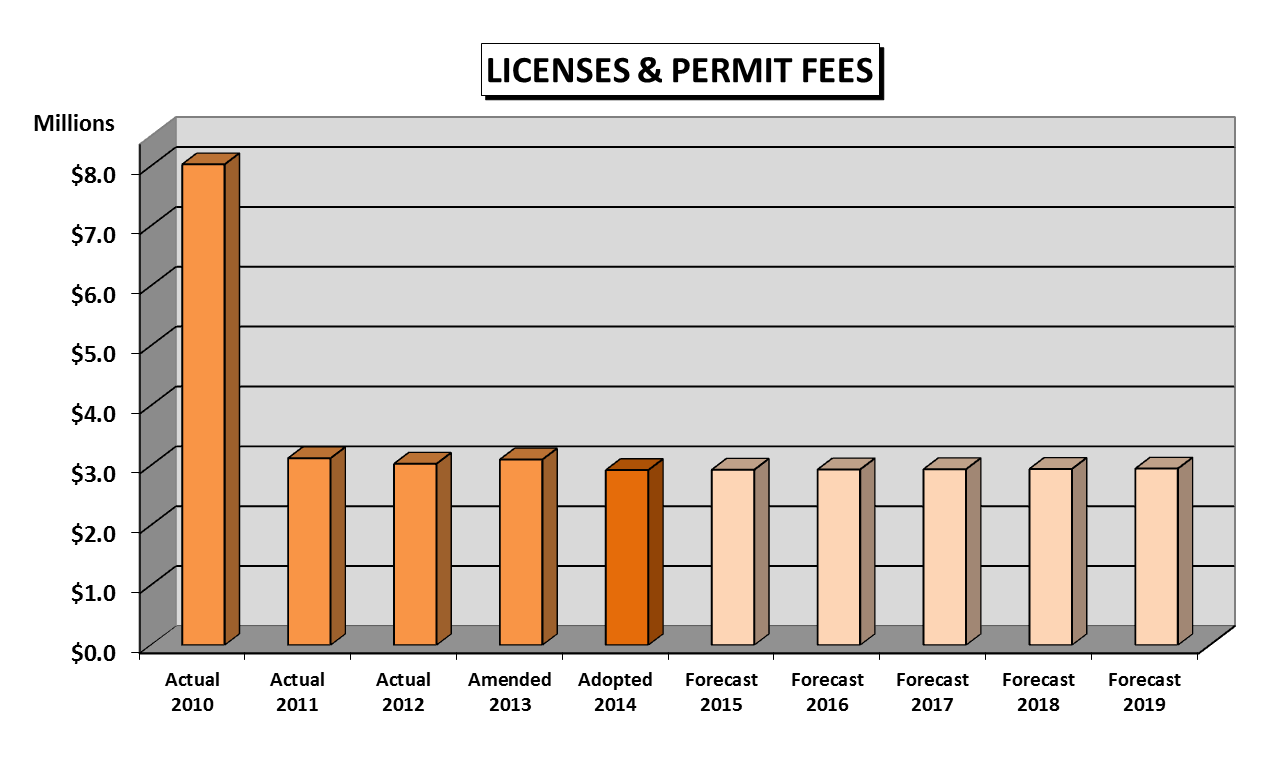 LICENSES & PERMIT FEES
Millions
$8.0
$7.0
$6.0
$5.0
$4.0
$3.0
$2.0
$1.0
$0.0
Actual Actual Actual Amended Adopted Forecast Forecast Forecast Forecast Forecast
2010 2011 2012 2013 2014 2015 2016 2017 2018 2019